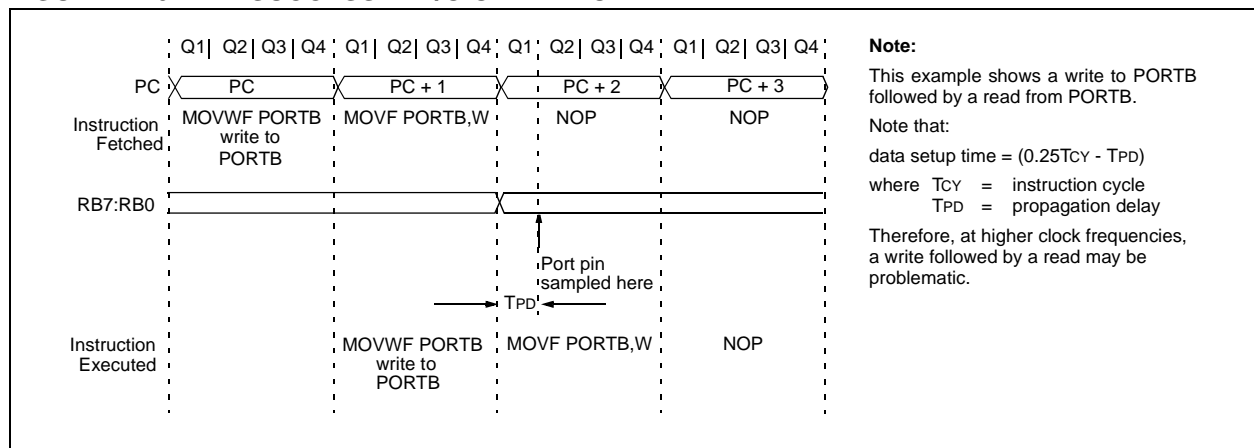 Q1| Q2| Q3| Q4 Q1| Q2| Q3| Q4 Q1| Q2| Q3| Q4 Q1| Q2| Q3| Q4
PC PC PC + 1 PC + 2 PC + 3
Instruction Fetched
MOVWF PORTB
write to
PORTB
MOVF PORTB,W
NOP
NOP
RB7:RB0
Port pin
sampled here
TPD
Instruction
Executed
MOVWF PORTB
write to
PORTB
MOVF PORTB,W
NOP
Note:
This example shows a write to PORTB
followed by a read from PORTB.
Note that:
data setup time = (0.25TCY - TPD)
where TCY = instruction cycle
TPD = propagation delay
Therefore, at higher clock frequencies,
a write followed by a read may be
problematic.